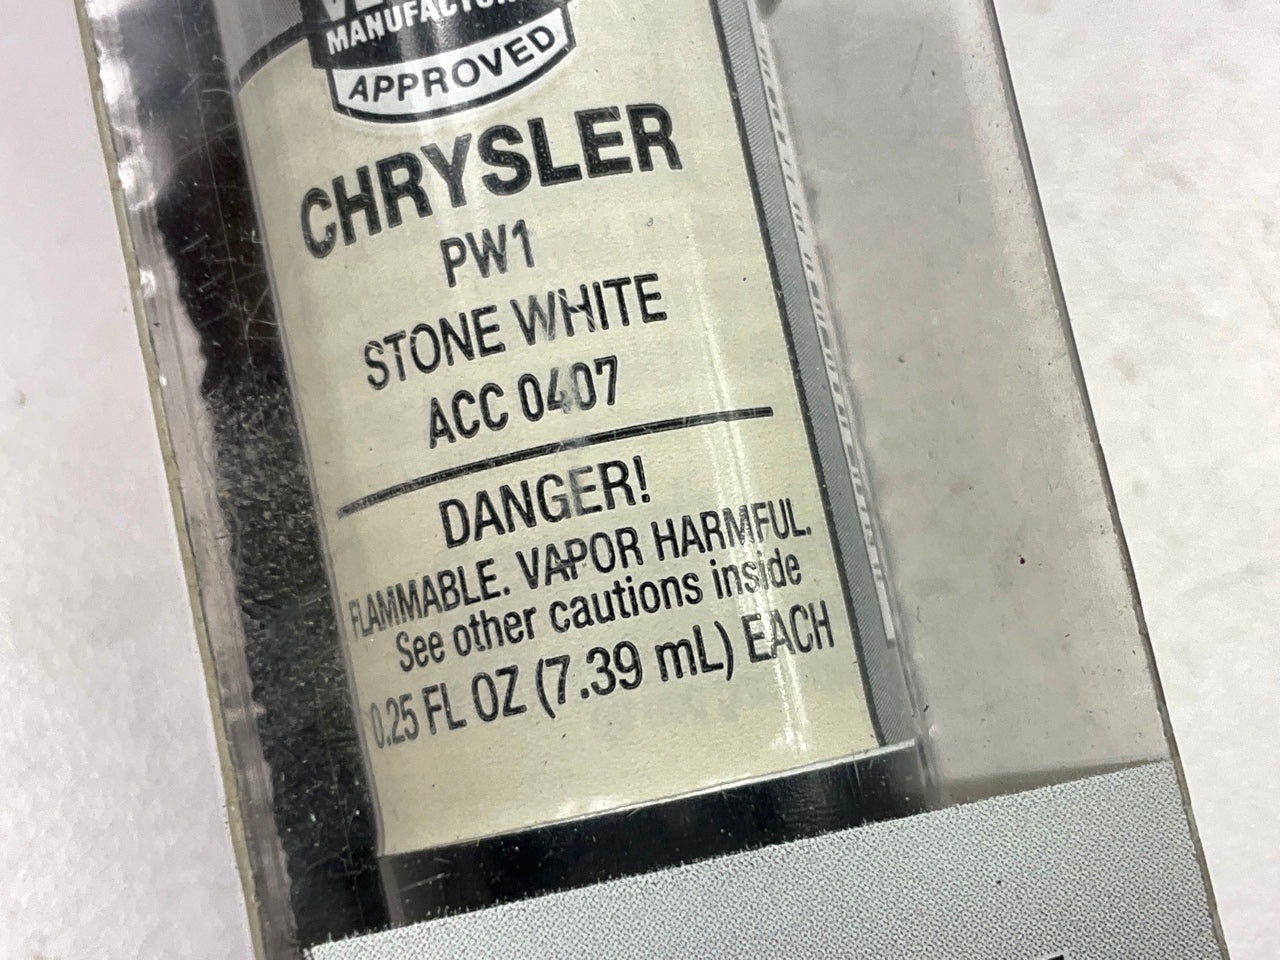 APPROVED
CHRYSLER
PW1
STONE WHITE
ACC 0407
DANGER!
FLAMMABLE. VAPOR HARMFUL.
See other cautions inside
0.25 FL OZ (7.39 mL) EACH